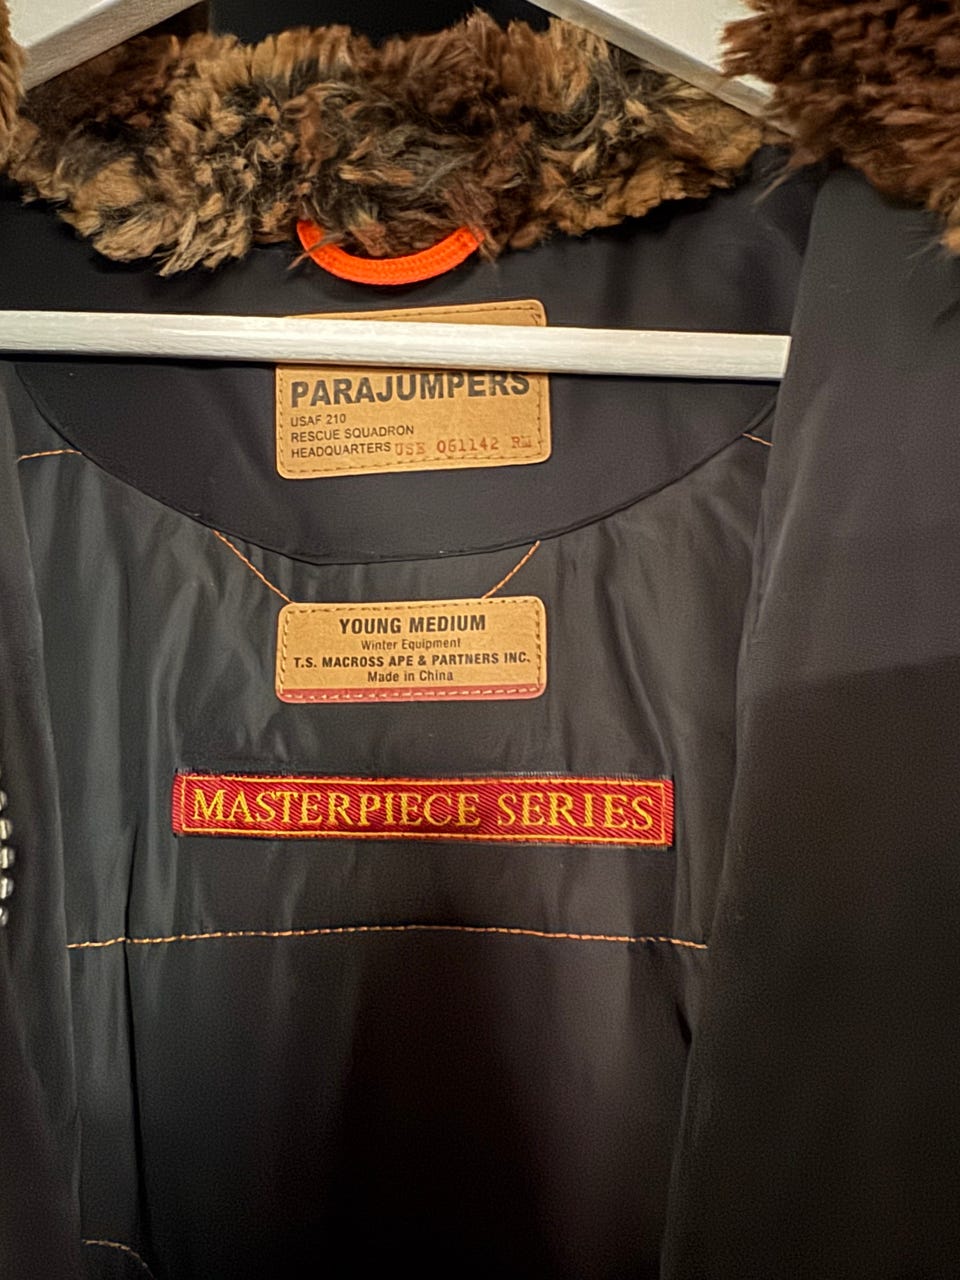 PARAJUMPERS
USAF 210
RESCUE SQUADRON
HEADQUARTERS USE 061142 RM
YOUNG MEDIUM
Winter Equipment
T.S. MACROSS APE & PARTNERS INC.
Made in China
MASTERPIECE SERIES